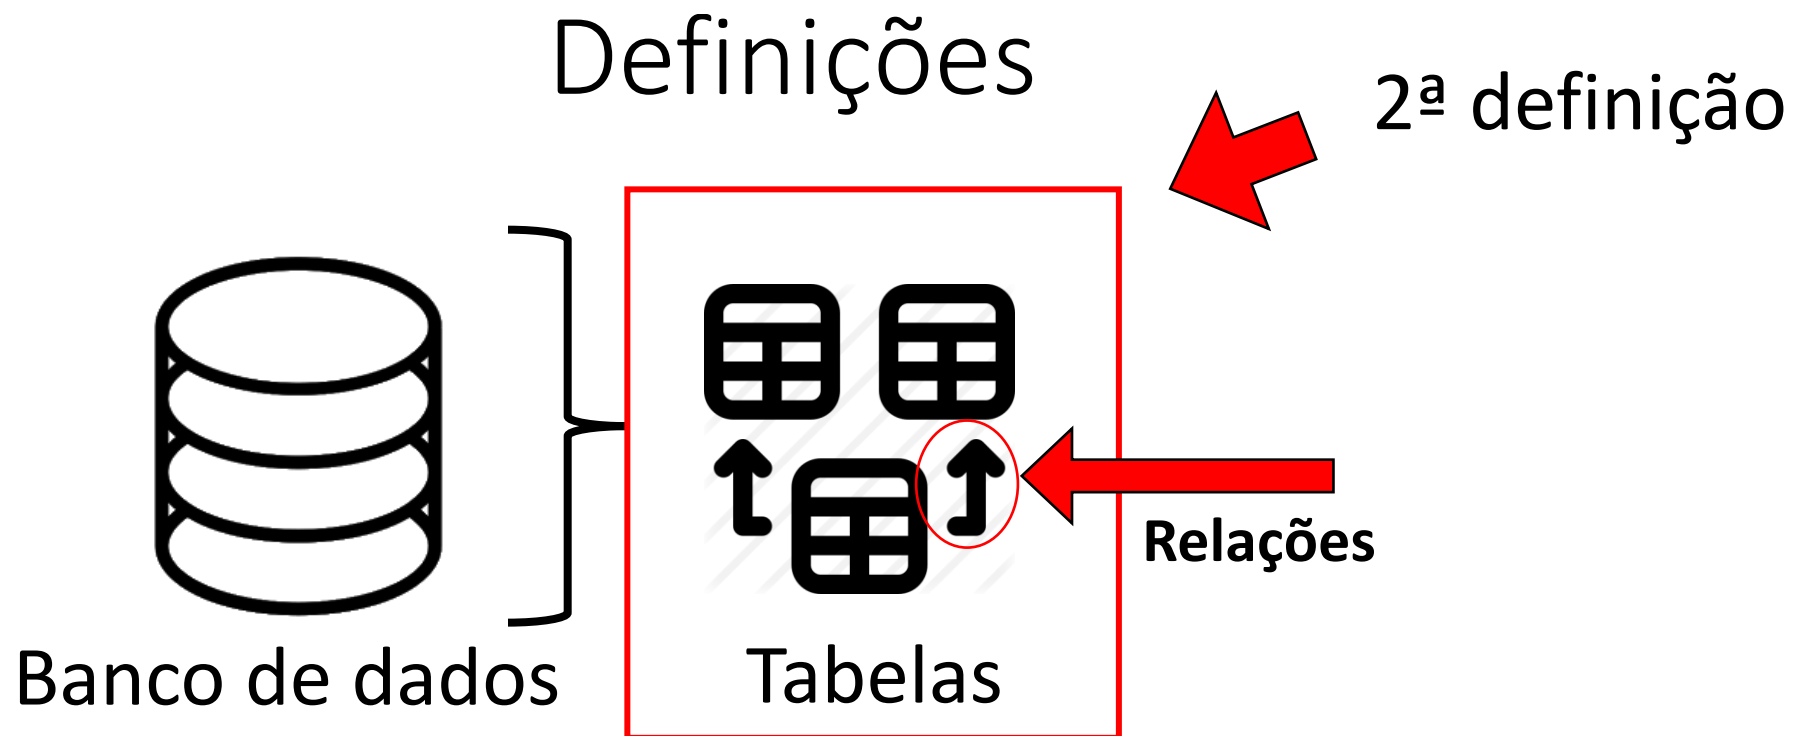 Definições
2ª definição
Relações
Banco de dados
Tabelas